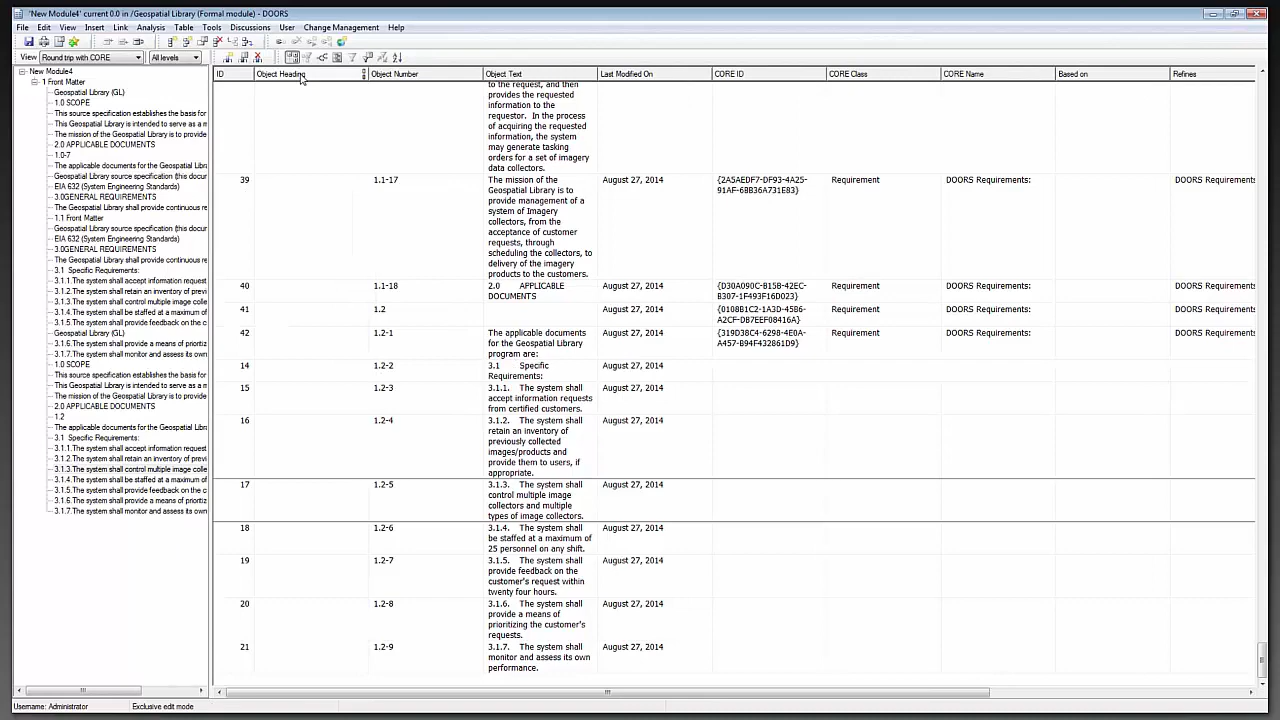 'New Module4' current 0.0 in /Geospatial Library (Formal module) - DOORS
File Edit View Insert Link Analysis Table Tools Discussions User Change Management Help
View Round trip with CORE All levels
New Module4
1 Front Matter
Geospatial Library (GL)
1.0 SCOPE
This source specification establishes the basis for
This Geospatial Library is intended to serve as a n
The mission of the Geospatial Library is to provide
2.0 APPLICABLE DOCUMENTS
1.0-7
The applicable documents for the Geospatial Libra
Geospatial Library source specification (this docur
EIA 632 (System Engineering Standards)
3.0GENERAL REQUIREMENTS
The Geospatial Library shall provide continuous re
1.1 Front Matter
Geospatial Library source specification (this docur
EIA 632 (System Engineering Standards)
3.0GENERAL REQUIREMENTS
The Geospatial Library shall provide continuous re
3.1 Specific Requirements:
3.1.1.The system shall accept information request
3.1.2.The system shall retain an inventory of previ
3.1.3.The system shall control multiple image colle
3.1.4.The system shall be staffed at a maximum of
3.1.5.The system shall provide feedback on the c
Geospatial Library (GL)
3.1.6.The system shall provide a means of prioritiz
3.1.7.The system shall monitor and assess its own
1.0 SCOPE
This source specification establishes the basis for
This Geospatial Library is intended to serve as a n
The mission of the Geospatial Library is to provide
2.0 APPLICABLE DOCUMENTS
1.2
The applicable documents for the Geospatial Libra
3.1 Specific Requirements:
3.1.1.The system shall accept information request
3.1.2.The system shall retain an inventory of previ
3.1.3.The system shall control multiple image colle
3.1.4.The system shall be staffed at a maximum of
3.1.5.The system shall provide feedback on the c
3.1.6.The system shall provide a means of prioritiz
3.1.7.The system shall monitor and assess its own
ID Object Heading Object Number Object Text Last Modified On CORE ID CORE Class CORE Name Based on Refines
to the request, and then
provides the requested
information to the
requestor. In the process
of acquiring the requested
information, the system
may generate tasking
orders for a set of imagery
data collectors.
39 1.1-17 The mission of the August 27, 2014 {2A5AEDF7-DF93-4A25- Requirement DOORS Requirements: DOORS Requirements
Geospatial Library is to 91AF-6BB36A731E83}
provide management of a
system of Imagery
collectors, from the
acceptance of customer
requests, through
scheduling the collectors, to
delivery of the imagery
products to the customers.
40 1.1-18 2.0 APPLICABLE August 27, 2014 {D30A090C-B15B-42EC- Requirement DOORS Requirements: DOORS Requirements
DOCUMENTS B307-1F493F16D023}
41 1.2 August 27, 2014 {0108B1C2-1A3D-4586- Requirement DOORS Requirements: DOORS Requirements
A2CF-DB7EEF08416A}
42 1.2-1 The applicable documents August 27, 2014 {319D38C4-6298-4E0A- Requirement DOORS Requirements: DOORS Requirements
for the Geospatial Library A457-B94F432861D9}
program are:
14 1.2-2 3.1 Specific August 27, 2014
Requirements:
15 1.2-3 3.1.1. The system shall August 27, 2014
accept information requests
from certified customers.
16 1.2-4 3.1.2. The system shall August 27, 2014
retain an inventory of
previously collected
images/products and
provide them to users, if
appropriate.
17 1.2-5 3.1.3. The system shall August 27, 2014
control multiple image
collectors and multiple
types of image collectors.
18 1.2-6 3.1.4. The system shall August 27, 2014
be staffed at a maximum of
25 personnel on any shift.
19 1.2-7 3.1.5. The system shall August 27, 2014
provide feedback on the
customer's request within
twenty four hours.
20 1.2-8 3.1.6. The system shall August 27, 2014
provide a means of
prioritizing the customer's
requests.
21 1.2-9 3.1.7. The system shall August 27, 2014
monitor and assess its own
performance.
Username: Administrator Exclusive edit mode